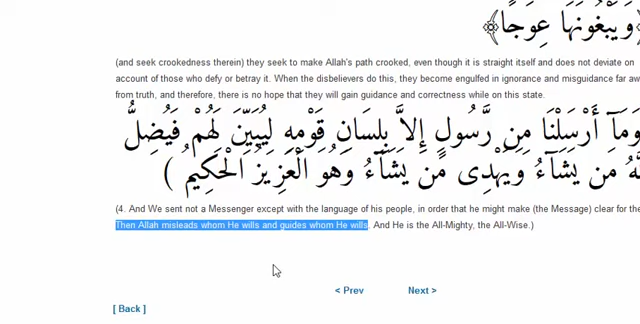 ﴿وَيَبْغُونَهَا عِوَجًا﴾
(and seek crookedness therein) they seek to make Allah's path crooked, even though it is straight itself and does not deviate on
account of those who defy or betray it. When the disbelievers do this, they become engulfed in ignorance and misguidance far aw
from truth, and therefore, there is no hope that they will gain guidance and correctness while on this state.
وَمَآ أَرْسَلْنَا مِن رَّسُولٍ إِلاَّ بِلِسَانِ قَوْمِهِ لِيُبَيِّنَ لَهُمْ فَيُضِلُّ
مَن يَشَآءُ وَيَهْدِى مَن يَشَآءُ وَهُوَ الْعَزِيزُ الْحَكِيمُ )
(4. And We sent not a Messenger except with the language of his people, in order that he might make (the Message) clear for the
Then Allah misleads whom He wills and guides whom He wills. And He is the All-Mighty, the All-Wise.)
< Prev Next >
[ Back ]